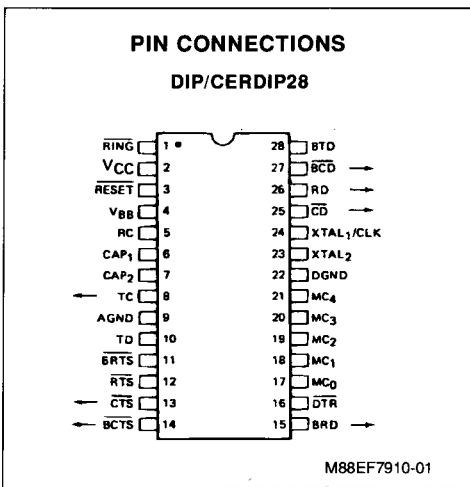 PIN CONNECTIONS
DIP/CERDIP28
RING 1 28 BTD
VCC 2 27 BCD →
RESET 3 26 RD →
VBB 4 25 CD →
RC 5 24 XTAL1/CLK
CAP1 6 23 XTAL2
CAP2 7 22 DGND
← TC 8 21 MC4
AGND 9 20 MC3
TD 10 19 MC2
BRTS 11 18 MC1
RTS 12 17 MC0
← CTS 13 16 DTR
← BCTS 14 15 BRD →
M88EF7910-01